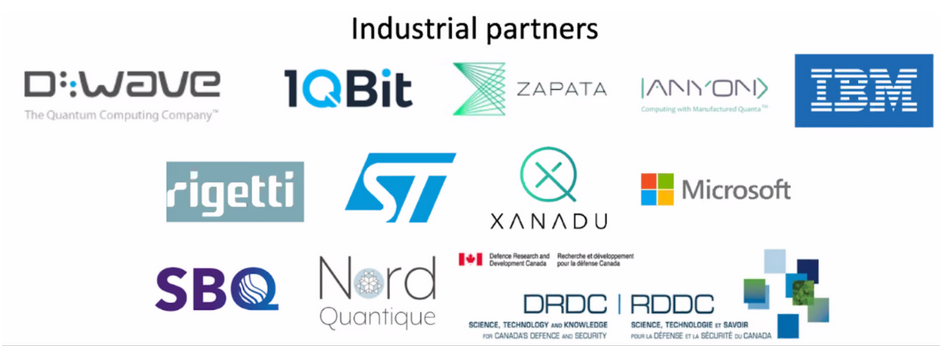 Industrial partners
D:wave
The Quantum Computing Company™
1QBit
ZAPATA
|ANYON⟩
Computing with Manufactured Quanta™
IBM
rigetti
ST
XANADU
Microsoft
SBQ
Nord
Quantique
Defence Research and
Development Canada
Recherche et développement
pour la défense Canada
DRDC | RDDC
SCIENCE, TECHNOLOGY AND KNOWLEDGE
FOR CANADA'S DEFENCE AND SECURITY
SCIENCE, TECHNOLOGIE ET SAVOIR
POUR LA DÉFENSE ET LA SÉCURITÉ DU CANADA